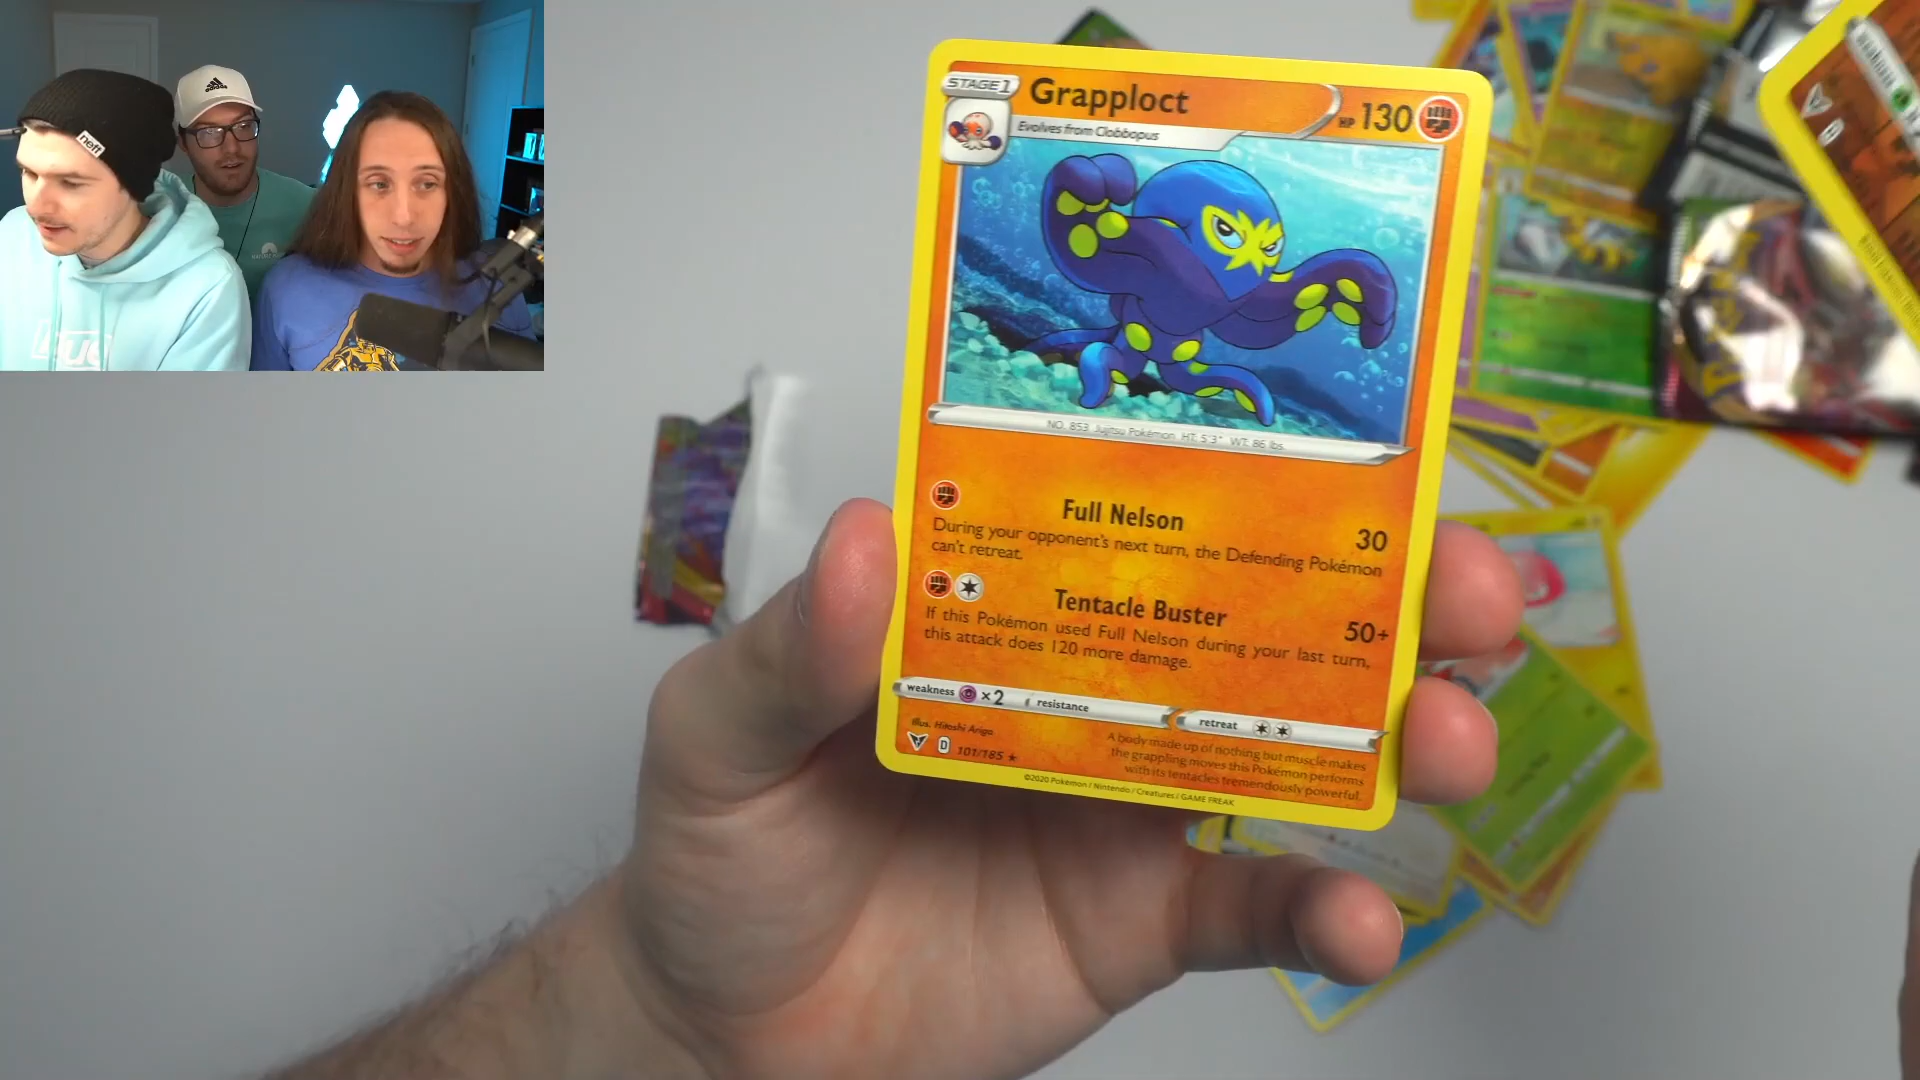 adidas
neff
STAGE 1
Grapploct
HP 130
Evolves from Clobbopus
NO. 853 Jujitsu Pokémon HT: 5'3" WT: 86 lbs.
Full Nelson
30
During your opponent's next turn, the Defending Pokémon
can't retreat.
Tentacle Buster
50+
If this Pokémon used Full Nelson during your last turn,
this attack does 120 more damage.
weakness ×2 resistance
retreat
Illus. Hitoshi Ariga
D 101/185 ★
A body made up of nothing but muscle makes
the grappling moves this Pokémon performs
with its tentacles tremendously powerful.
©2020 Pokémon / Nintendo / Creatures / GAME FREAK
weakness